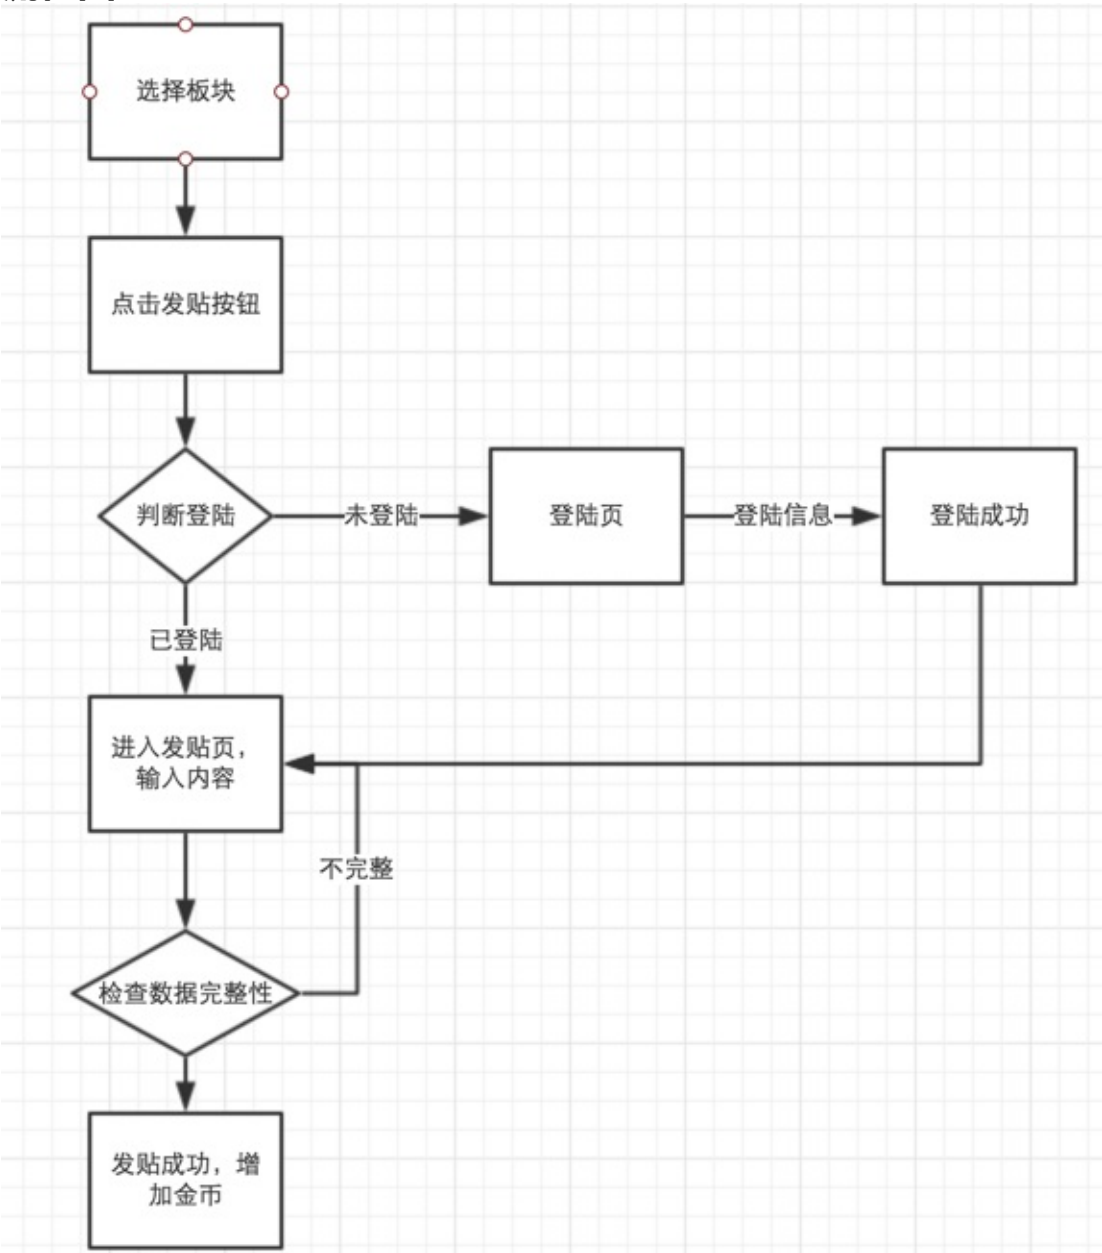 选择板块
点击发贴按钮
判断登陆
未登陆
登陆页
登陆信息
登陆成功
已登陆
进入发贴页，
输入内容
不完整
检查数据完整性
发贴成功，增
加金币